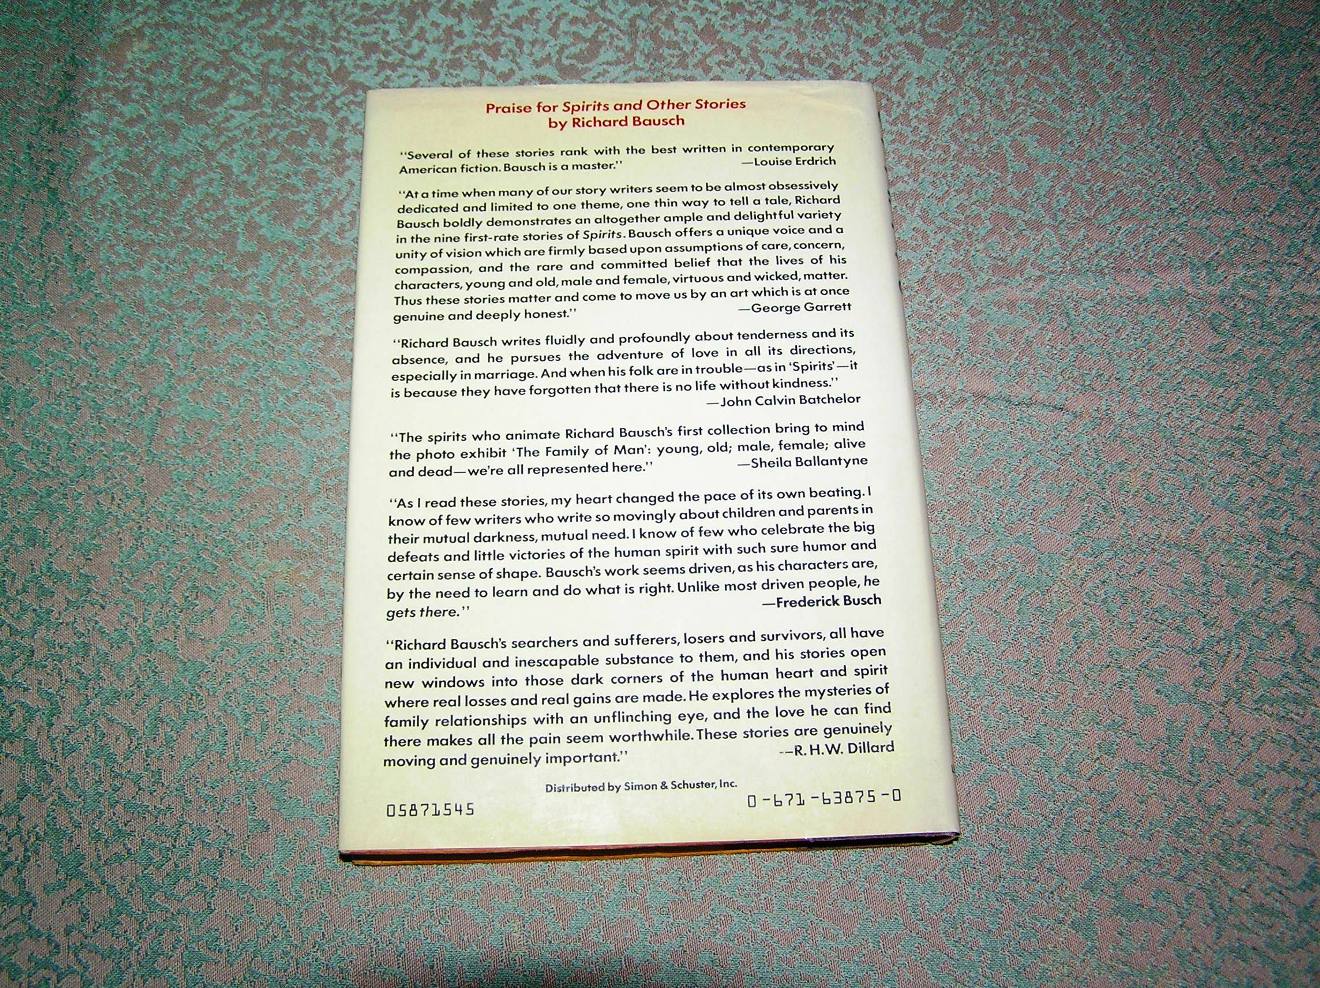 Praise for Spirits and Other Stories
by Richard Bausch
"Several of these stories rank with the best written in contemporary
American fiction. Bausch is a master." —Louise Erdrich
"At a time when many of our story writers seem to be almost obsessively
dedicated and limited to one theme, one thin way to tell a tale, Richard
Bausch boldly demonstrates an altogether ample and delightful variety
in the nine first-rate stories of Spirits. Bausch offers a unique voice and a
unity of vision which are firmly based upon assumptions of care, concern,
compassion, and the rare and committed belief that the lives of his
characters, young and old, male and female, virtuous and wicked, matter.
Thus these stories matter and come to move us by an art which is at once
genuine and deeply honest." —George Garrett
"Richard Bausch writes fluidly and profoundly about tenderness and its
absence, and he pursues the adventure of love in all its directions,
especially in marriage. And when his folk are in trouble—as in 'Spirits'—it
is because they have forgotten that there is no life without kindness."
—John Calvin Batchelor
"The spirits who animate Richard Bausch's first collection bring to mind
the photo exhibit 'The Family of Man': young, old; male, female; alive
and dead—we're all represented here." —Sheila Ballantyne
"As I read these stories, my heart changed the pace of its own beating. I
know of few writers who write so movingly about children and parents in
their mutual darkness, mutual need. I know of few who celebrate the big
defeats and little victories of the human spirit with such sure humor and
certain sense of shape. Bausch's work seems driven, as his characters are,
by the need to learn and do what is right. Unlike most driven people, he
gets there." —Frederick Busch
"Richard Bausch's searchers and sufferers, losers and survivors, all have
an individual and inescapable substance to them, and his stories open
new windows into those dark corners of the human heart and spirit
where real losses and real gains are made. He explores the mysteries of
family relationships with an unflinching eye, and the love he can find
there makes all the pain seem worthwhile. These stories are genuinely
moving and genuinely important." --R.H.W. Dillard
Distributed by Simon & Schuster, Inc.
05871545 0-671-63875-0